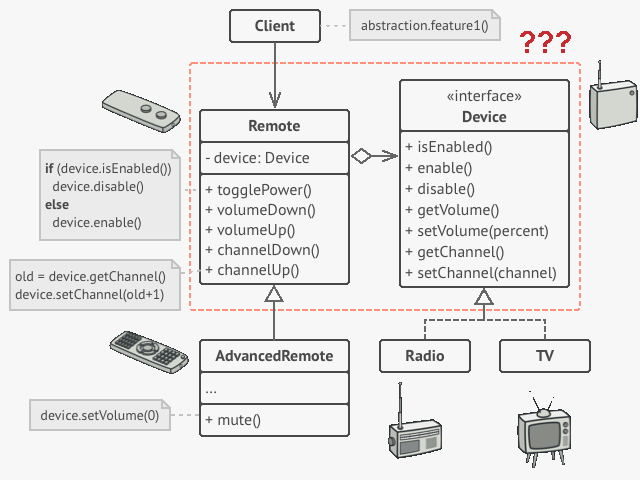 Client
abstraction.feature1()
???
Remote
- device: Device
+ togglePower()
+ volumeDown()
+ volumeUp()
+ channelDown()
+ channelUp()
«interface»
Device
+ isEnabled()
+ enable()
+ disable()
+ getVolume()
+ setVolume(percent)
+ getChannel()
+ setChannel(channel)
if (device.isEnabled())
device.disable()
else
device.enable()
old = device.getChannel()
device.setChannel(old+1)
AdvancedRemote
...
+ mute()
device.setVolume(0)
Radio
TV